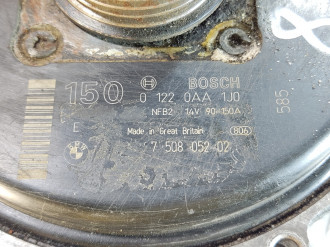 150 BOSCH
0 122 0AA 1J0
NFB2 14V 90-150A
E Made in Great Britain 806
7 508 052-02
585